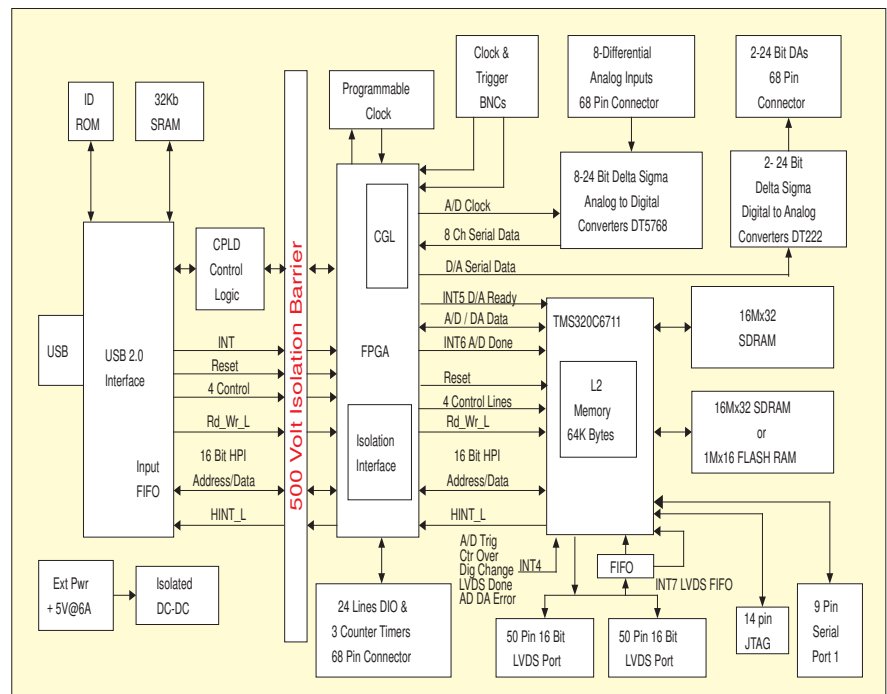 ID
ROM
32Kb
SRAM
Programmable
Clock
Clock &
Trigger
BNCs
8-Differential
Analog Inputs
68 Pin Connector
2-24 Bit DAs
68 Pin
Connector
8-24 Bit Delta Sigma
Analog to Digital
Converters DT5768
2- 24 Bit
Delta Sigma
Digital to Analog
Converters DT222
CPLD
Control
Logic
500 Volt Isolation Barrier
CGL
A/D Clock
8 Ch Serial Data
D/A Serial Data
USB
USB 2.0
Interface
Input
FIFO
INT
Reset
4 Control
Rd_Wr_L
16 Bit HPI
Address/Data
HINT_L
FPGA
Isolation
Interface
INT5 D/A Ready
A/D / DA Data
INT6 A/D Done
Reset
4 Control Lines
Rd_Wr_L
16 Bit HPI
Address/Data
HINT_L
TMS320C6711
L2
Memory
64K Bytes
16Mx32
SDRAM
16Mx32 SDRAM
or
1Mx16 FLASH RAM
Ext Pwr
+ 5V@6A
Isolated
DC-DC
24 Lines DIO &
3 Counter Timers
68 Pin Connector
A/D Trig
Ctr Over
Dig Change
LVDS Done
AD DA Error
INT4
FIFO
INT7 LVDS FIFO
50 Pin 16 Bit
LVDS Port
50 Pin 16 Bit
LVDS Port
14 pin
JTAG
9 Pin
Serial
Port 1